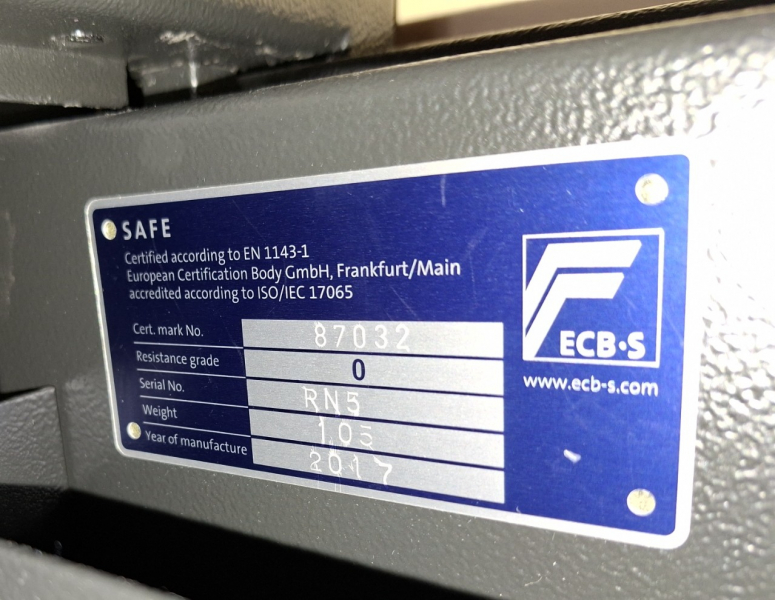 SAFE
Certified according to EN 1143-1
European Certification Body GmbH, Frankfurt/Main
accredited according to ISO/IEC 17065
Cert. mark No. 87032
Resistance grade 0
Serial No. RN5
Weight 105
Year of manufacture 2017
ECB·S
www.ecb-s.com